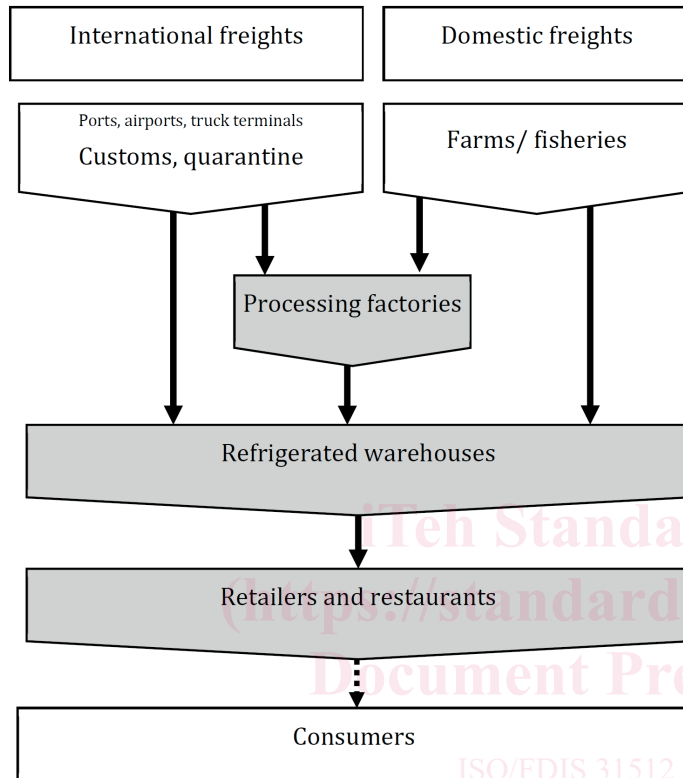 International freights
Domestic freights
Ports, airports, truck terminals
Customs, quarantine
Farms/ fisheries
Processing factories
Refrigerated warehouses
iTeh Standa
Retailers and restaurants
(https://standard
Document Pre
Consumers
ISO/FDIS 31512